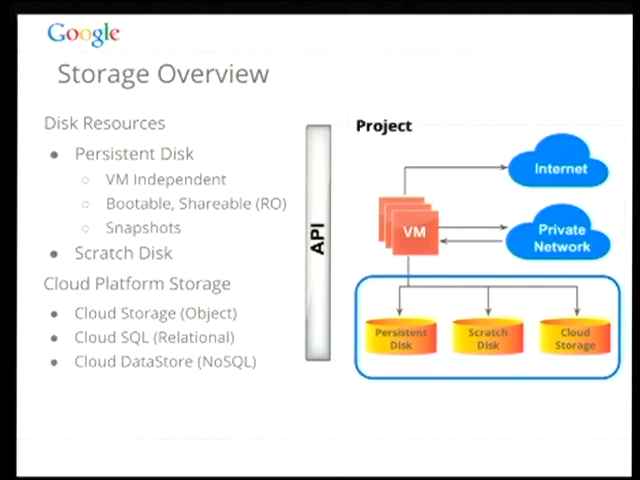 Google
Storage Overview
Disk Resources
● Persistent Disk
○ VM Independent
○ Bootable, Shareable (RO)
○ Snapshots
● Scratch Disk
Cloud Platform Storage
● Cloud Storage (Object)
● Cloud SQL (Relational)
● Cloud DataStore (NoSQL)
API
Project
Internet
VM
Private
Network
Persistent
Disk
Scratch
Disk
Cloud
Storage